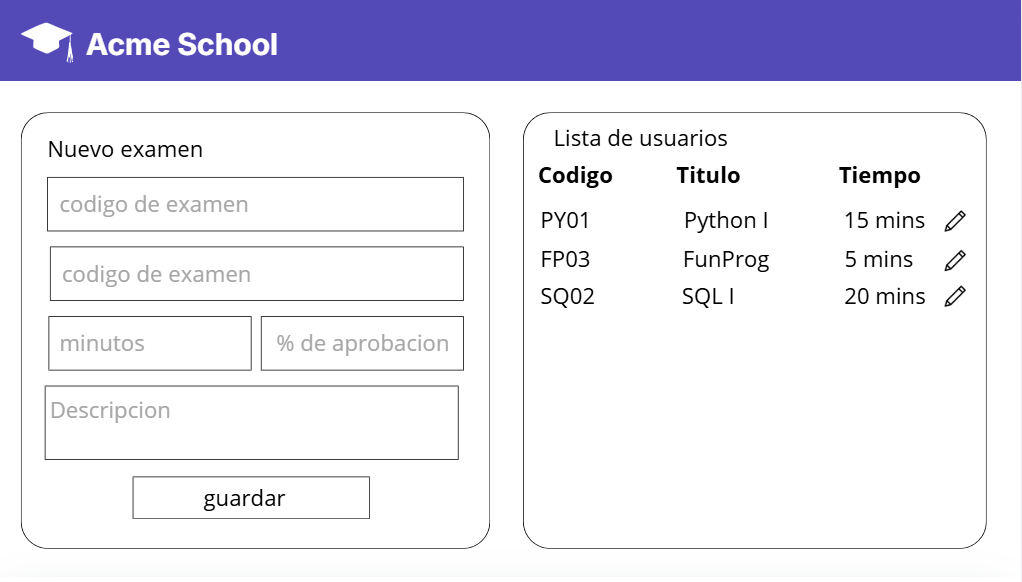 Acme School
Nuevo examen
codigo de examen
codigo de examen
minutos
% de aprobacion
Descripcion
guardar
Lista de usuarios
Codigo Titulo Tiempo
PY01 Python I 15 mins
FP03 FunProg 5 mins
SQ02 SQL I 20 mins